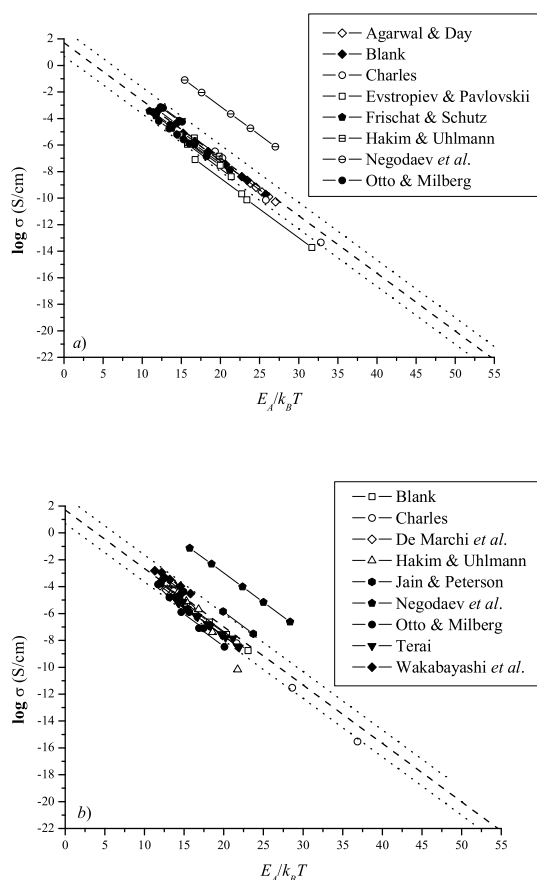 2
0
-2
-4
-6
-8
-10
-12
-14
-16
-18
-20
-22
log σ (S/cm)
Agarwal & Day
Blank
Charles
Evstropiev & Pavlovskii
Frischat & Schutz
Hakim & Uhlmann
Negodaev et al.
Otto & Milberg
a)
0 5 10 15 20 25 30 35 40 45 50 55
E_A/k_BT
2
0
-2
-4
-6
-8
-10
-12
-14
-16
-18
-20
-22
log σ (S/cm)
Blank
Charles
De Marchi et al.
Hakim & Uhlmann
Jain & Peterson
Negodaev et al.
Otto & Milberg
Terai
Wakabayashi et al.
b)
0 5 10 15 20 25 30 35 40 45 50 55
E_A/k_BT